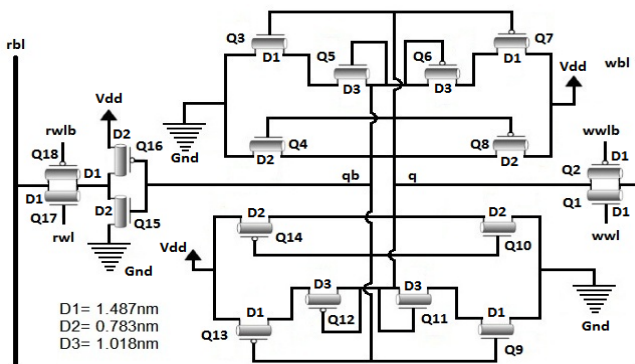 rbl
Q3
D1
Q5
D3
Q6
D3
Q7
D1
wbl
Vdd
Vdd
D2
Q16
rwlb
Q18
D1
Gnd
Q4
D2
Q8
D2
wwlb
D1
Q2
qb
q
D1
Q17
rwl
D2
Q15
Gnd
Q1
D1
wwl
Vdd
D2
Q14
D2
Q10
D3
Q12
D3
Q11
D1
Q13
D1
Q9
Gnd
D1= 1.487nm
D2= 0.783nm
D3= 1.018nm